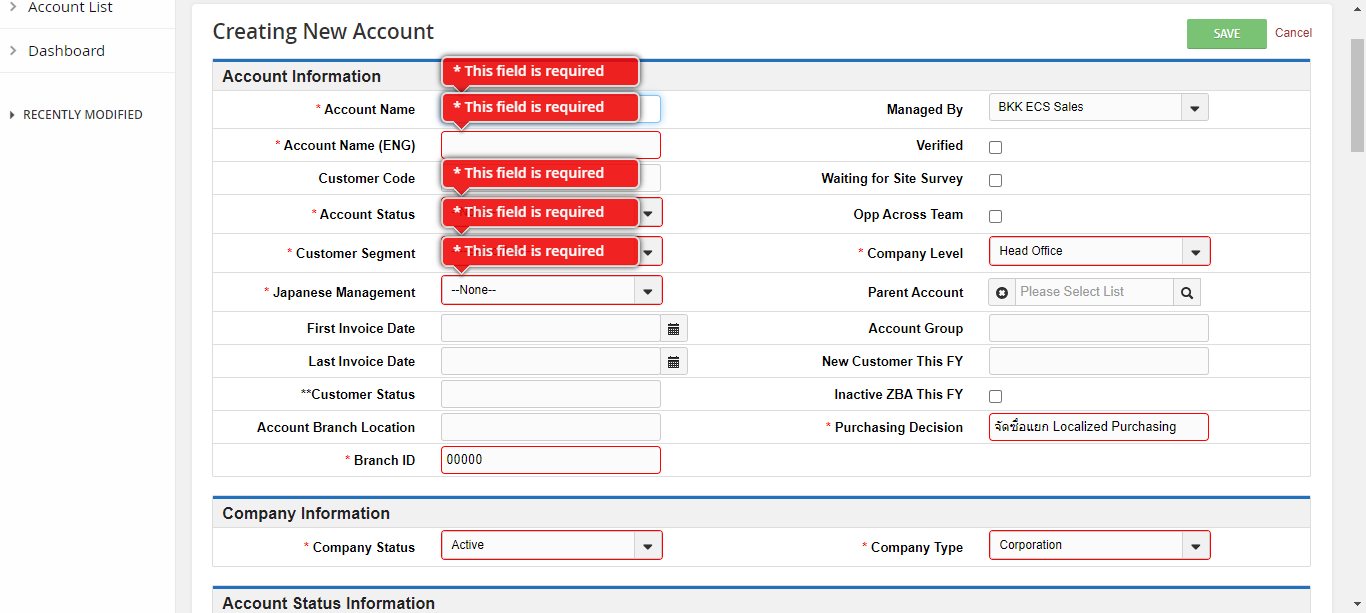 Account List
Dashboard
RECENTLY MODIFIED
Creating New Account
SAVE Cancel
Account Information
* This field is required
* Account Name
* This field is required
Managed By
BKK ECS Sales
* Account Name (ENG)
Verified
Customer Code
* This field is required
Waiting for Site Survey
* Account Status
* This field is required
Opp Across Team
* Customer Segment
* This field is required
* Company Level
Head Office
* Japanese Management
--None--
Parent Account
Please Select List
First Invoice Date
Account Group
Last Invoice Date
New Customer This FY
**Customer Status
Inactive ZBA This FY
Account Branch Location
* Purchasing Decision
จัดซื้อแยก Localized Purchasing
* Branch ID
00000
Company Information
* Company Status
Active
* Company Type
Corporation
Account Status Information